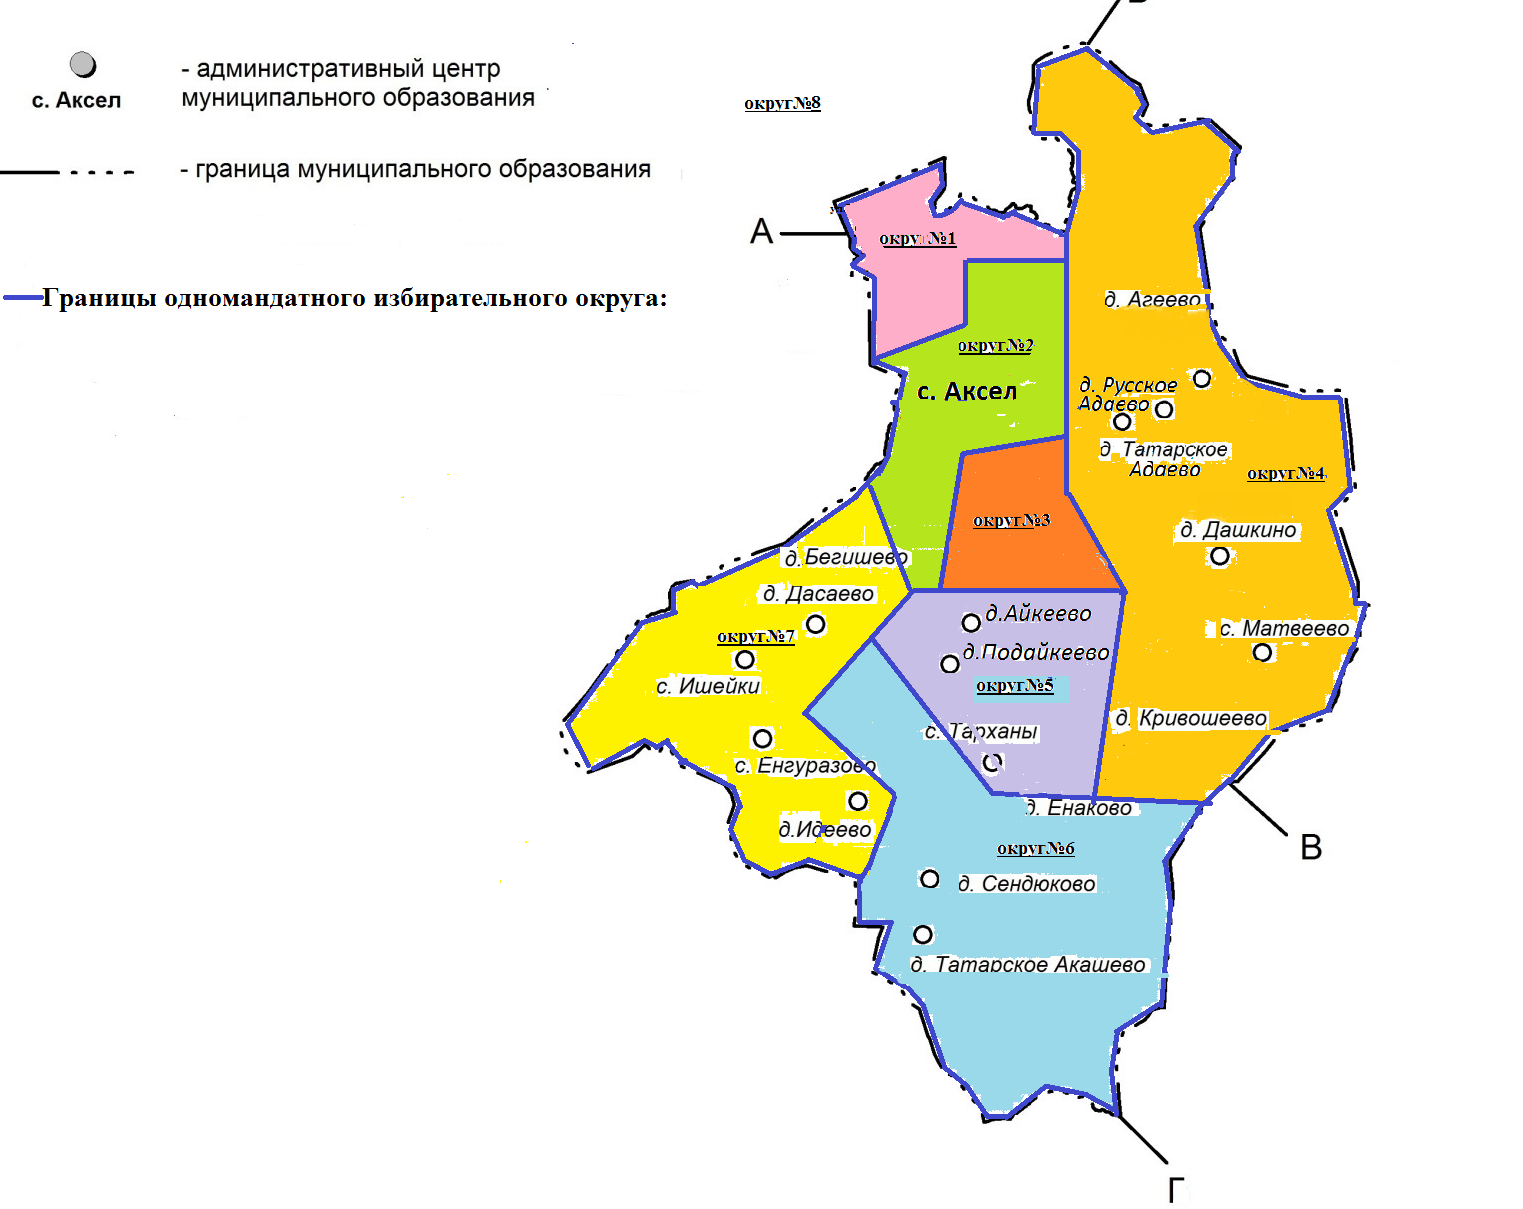 - административный центр
муниципального образования
с. Аксел
округ№8
- граница муниципального образования
А
округ№1
Границы одномандатного избирательного округа:
д. Агеево
округ№2
с. Аксел
д. Русское
Адаево
д. Татарское
Адаево
округ№4
округ№3
д. Дашкино
д. Бегишево
д. Дасаево
д.Айкеево
с. Матвеево
округ№7
д.Подайкеево
с. Ишейки
округ№5
д. Кривошеево
с. Тарханы
с. Енгуразово
д. Енаково
д.Идеево
округ№6
В
д. Сендюково
д. Татарское Акашево
Г